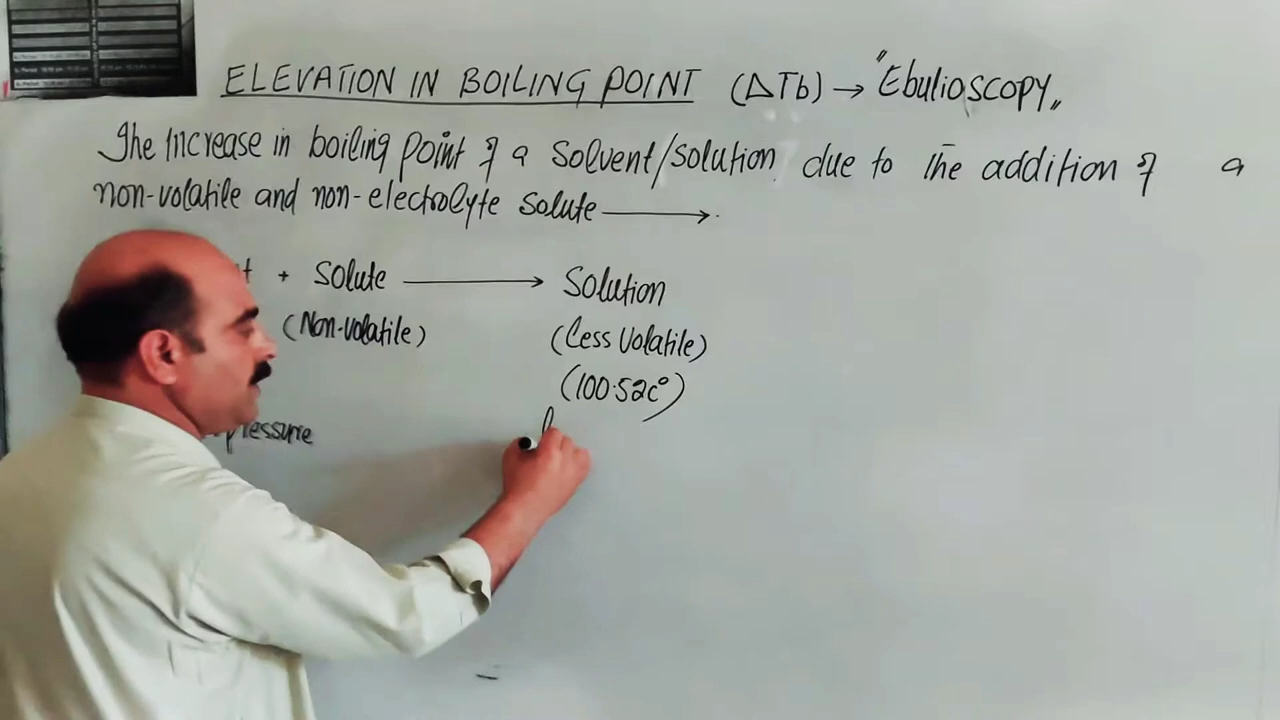 ELEVATION IN BOILING POINT (ΔTb) → "Ebulioscopy„
The Increase in boiling point of a Solvent/solution due to the addition of a
non-volatile and non-electrolyte Solute ⟶.
t + Solute ⟶ Solution
(Non-volatile) (Less Volatile)
(100.52c°)
pressure